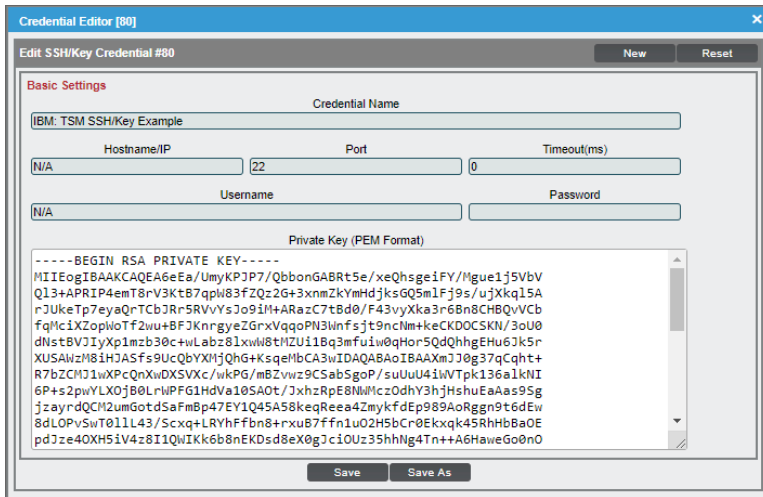 Credential Editor [80]
Edit SSH/Key Credential #80
New
Reset
Basic Settings
Credential Name
IBM: TSM SSH/Key Example
Hostname/IP
Port
Timeout(ms)
N/A
22
0
Username
Password
N/A
Private Key (PEM Format)
-----BEGIN RSA PRIVATE KEY-----
MIIEogIBAAKCAQEA6eEa/UmyKPJP7/QbbonGABRt5e/xeQhsgeiFY/Mgue1j5VbV
Ql3+APRIP4emT8rV3KtB7qpW83fZQz2G+3xnmZkYmHdjksGQ5mlFj9s/ujXkql5A
rJUkeTp7eyaQrTCbJRr5RVvYsJo9iM+ARazC7tBd0/F43vyXka3r6Bn8CHBQvVCb
fqMciXZopWoTf2wu+BFJKnrgyeZGrxVqqoPN3Wnfsjt9ncNm+keCKDOCSKN/3oU0
dNstBVJIyXp1mzb30c+wLabz8lxwW8tMZUi1Bq3mfuiw0qHor5QdQhhgEHu6Jk5r
XUSAWzM8iHJASfs9UcQbYXMjQhG+KsqeMbCA3wIDAQABAoIBAAXmJJ0g37qCqht+
R7bZCMJ1wXPcQnXwDXSVXc/wkPG/mBZvwz9CSabSgoP/suUuU4iWVTpk136alkNI
6P+s2pwYLXOjB0LrWPFG1HdVa10SAOt/JxhzRpE8NWMczOdhY3hjHshuEaAas9Sg
jzayrdQCM2umGotdSaFmBp47EY1Q45A58keqReea4ZmykfdEp989AoRggn9t6dEw
8dLOPvSwT0llL43/Scxq+LRYhFfbn8+rxuB7ffn1uO2H5bCr0Ekxqk45RhHbBaOE
pdJze4OXH5iV4z8I1QWIKk6b8nEKDsd8eX0gJciOUz35hhNg4Tn++A6HaweGo0nO
Save
Save As